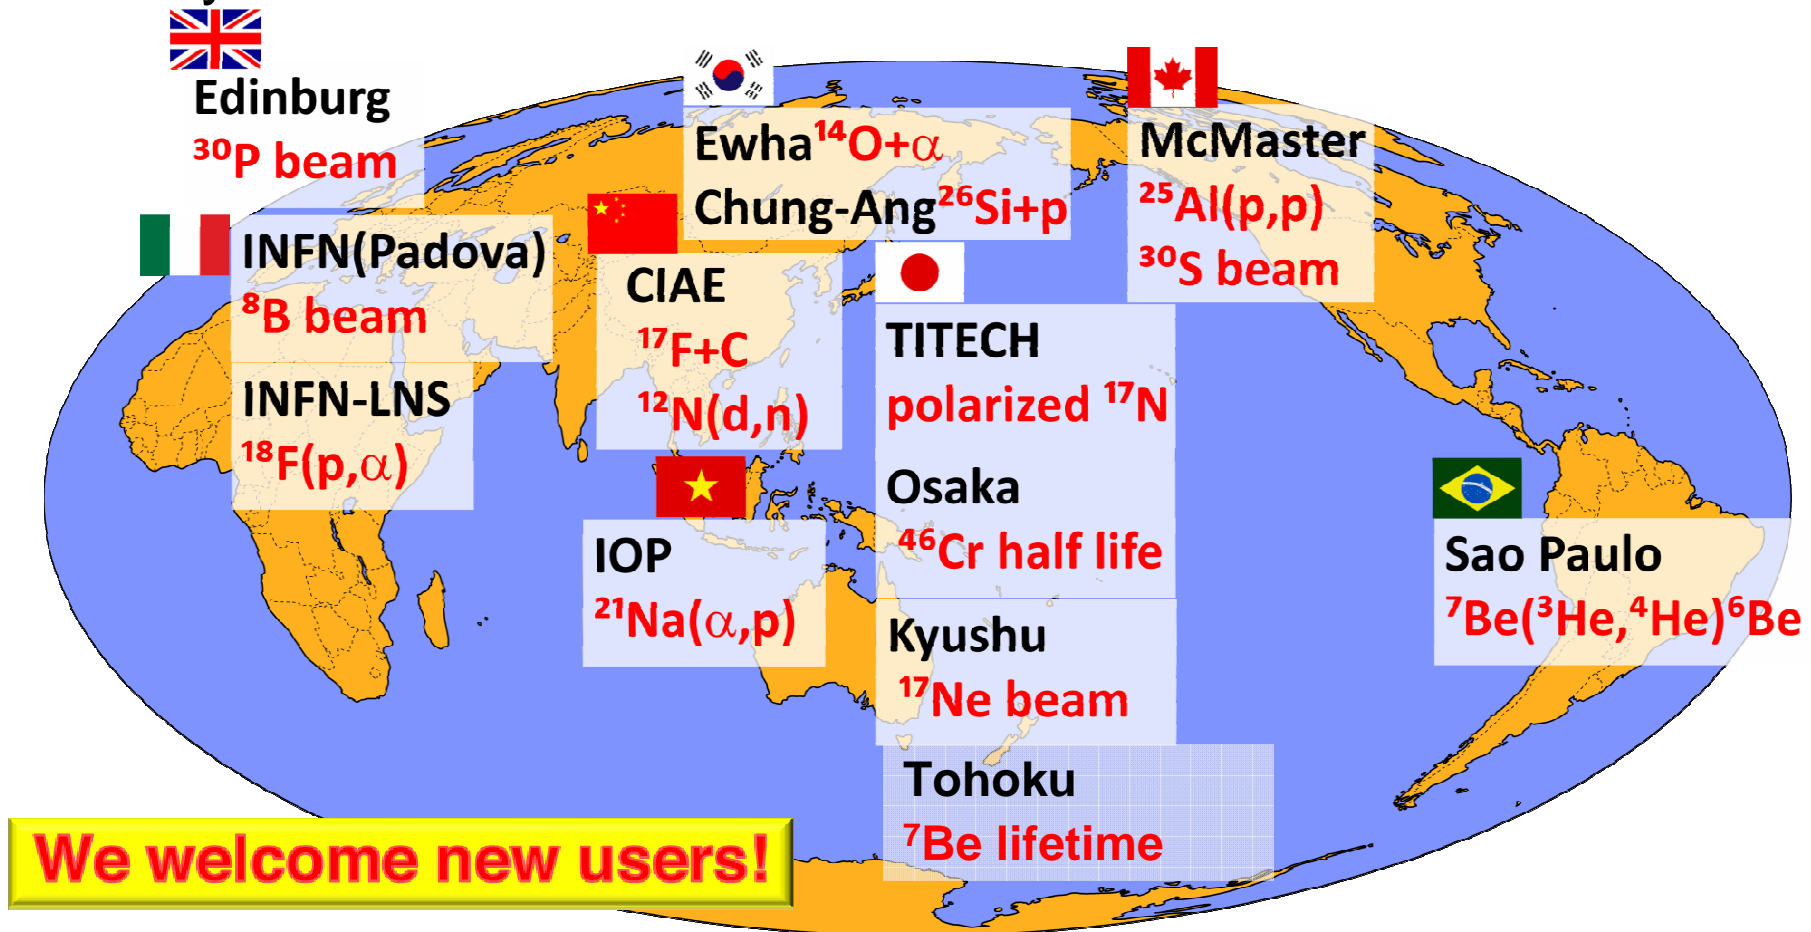 Edinburg
³⁰P beam
INFN(Padova)
⁸B beam
INFN-LNS
¹⁸F(p,α)
Ewha¹⁴O+α
Chung-Ang²⁶Si+p
CIAE
¹⁷F+C
¹²N(d,n)
IOP
²¹Na(α,p)
TITECH
polarized ¹⁷N
Osaka
⁴⁶Cr half life
Kyushu
¹⁷Ne beam
Tohoku
⁷Be lifetime
McMaster
²⁵Al(p,p)
³⁰S beam
Sao Paulo
⁷Be(³He,⁴He)⁶Be
We welcome new users!